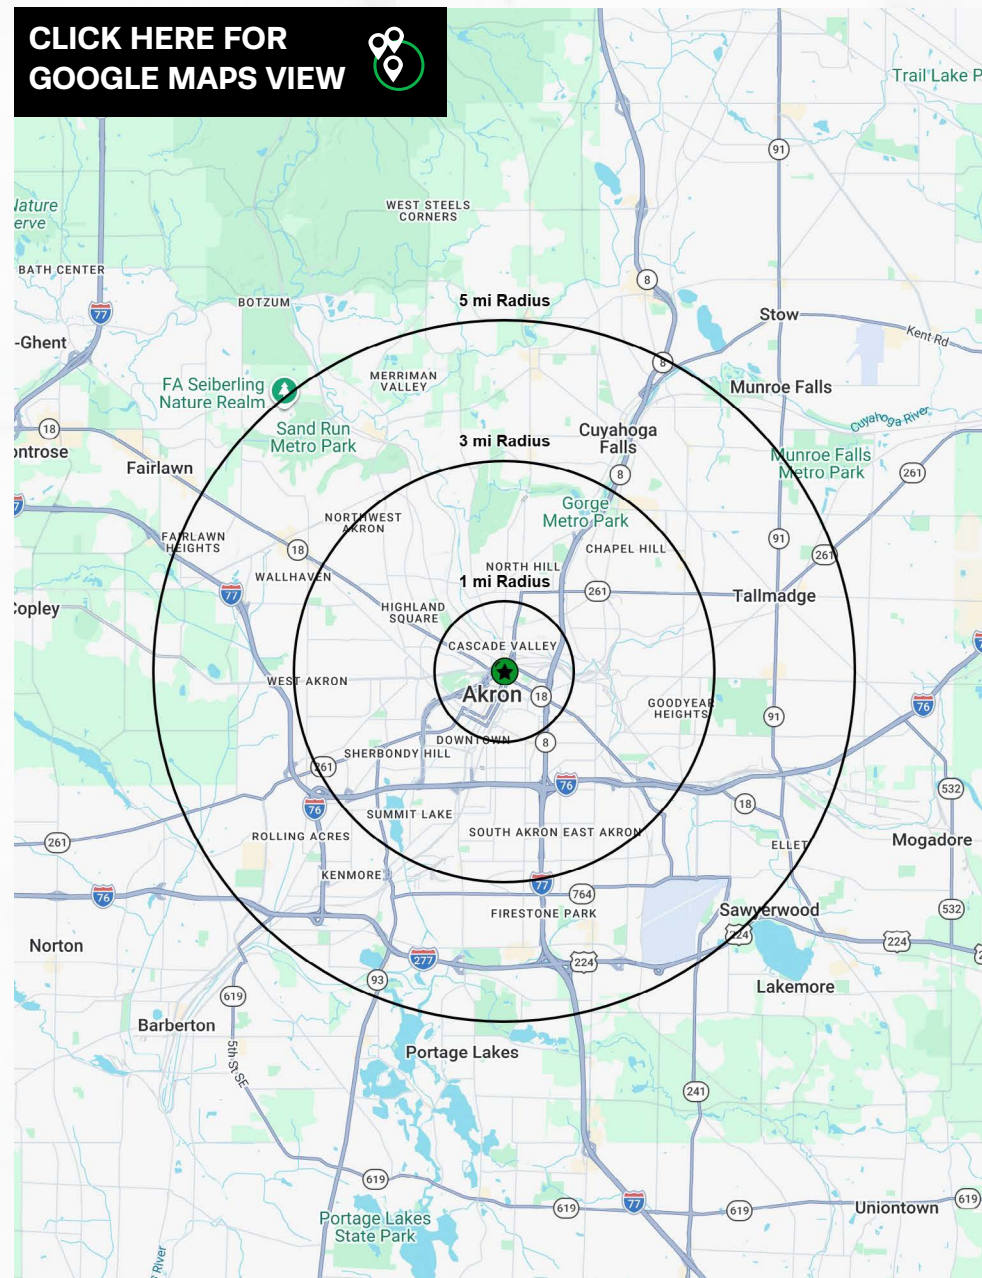 CLICK HERE FOR
GOOGLE MAPS VIEW
Trail Lake P
91
Nature
erve
WEST STEELS
CORNERS
BATH CENTER
8
BOTZUM
5 mi Radius
77
Stow
-Ghent
Kent Rd
8
MERRIMAN
VALLEY
FA Seiberling
Nature Realm
Munroe Falls
Cuyahoga River
18
Sand Run
Metro Park
Cuyahoga
Falls
3 mi Radius
ontrose
Munroe Falls
Metro Park
Fairlawn
8
261
77
Gorge
Metro Park
NORTHWEST
AKRON
FAIRLAWN
HEIGHTS
18
91
CHAPEL HILL
261
NORTH HILL
WALLHAVEN
1 mi Radius
77
261
Tallmadge
Copley
HIGHLAND
SQUARE
CASCADE VALLEY
76
WEST AKRON
Akron
18
GOODYEAR
HEIGHTS
76
91
DOWNTOWN
8
SHERBONDY HILL
261
76
532
76
18
SUMMIT LAKE
ROLLING ACRES
SOUTH AKRON
EAST AKRON
261
ELLET
Mogadore
KENMORE
77
76
764
FIRESTONE PARK
Sawyerwood
532
224
224
Norton
277
224
93
Lakemore
619
Barberton
5th St SE
Portage Lakes
241
619
619
77
619
Uniontown
619
Portage Lakes
State Park
River